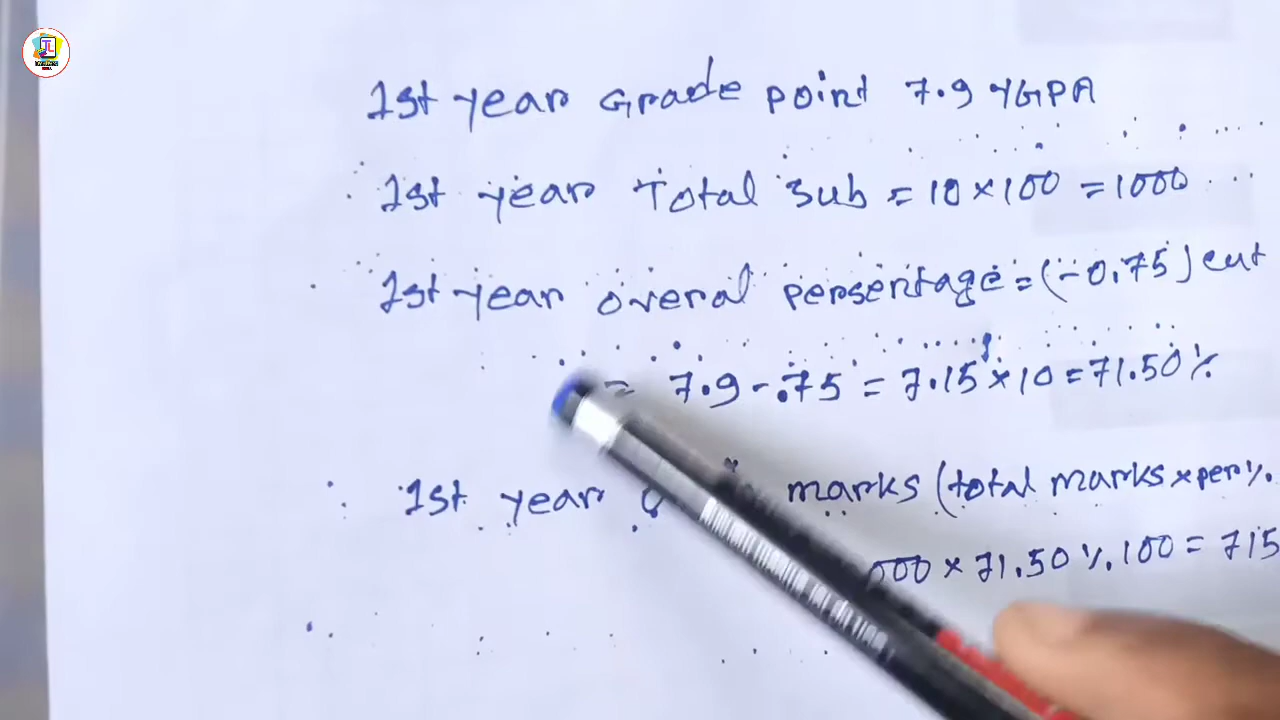 1st year Grade point 7.9 YGPA
1st year Total sub = 10 × 100 = 1000
1st year overal persentage = (-0.75) cut
= 7.9 - .75 = 7.15 × 10 = 71.50 %
1st year marks (total marks × per %.
000 × 71.50 %. 100 = 715